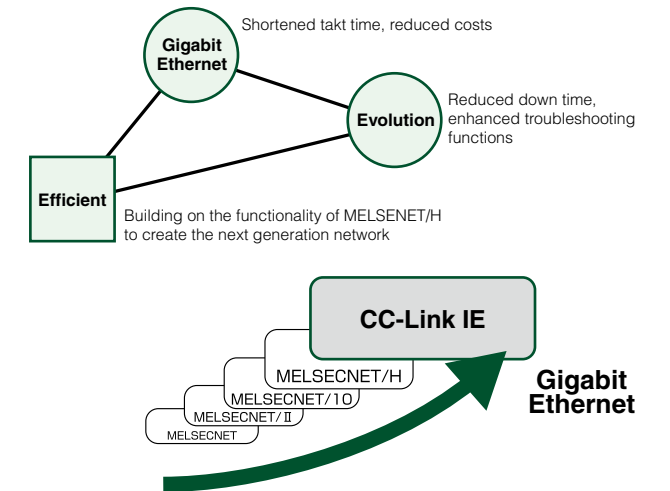 Shortened takt time, reduced costs
Gigabit
Ethernet
Evolution
Reduced down time,
enhanced troubleshooting
functions
Efficient
Building on the functionality of MELSENET/H
to create the next generation network
CC-Link IE
MELSECNET/H
MELSECNET/10
MELSECNET/Ⅱ
MELSECNET
Gigabit
Ethernet